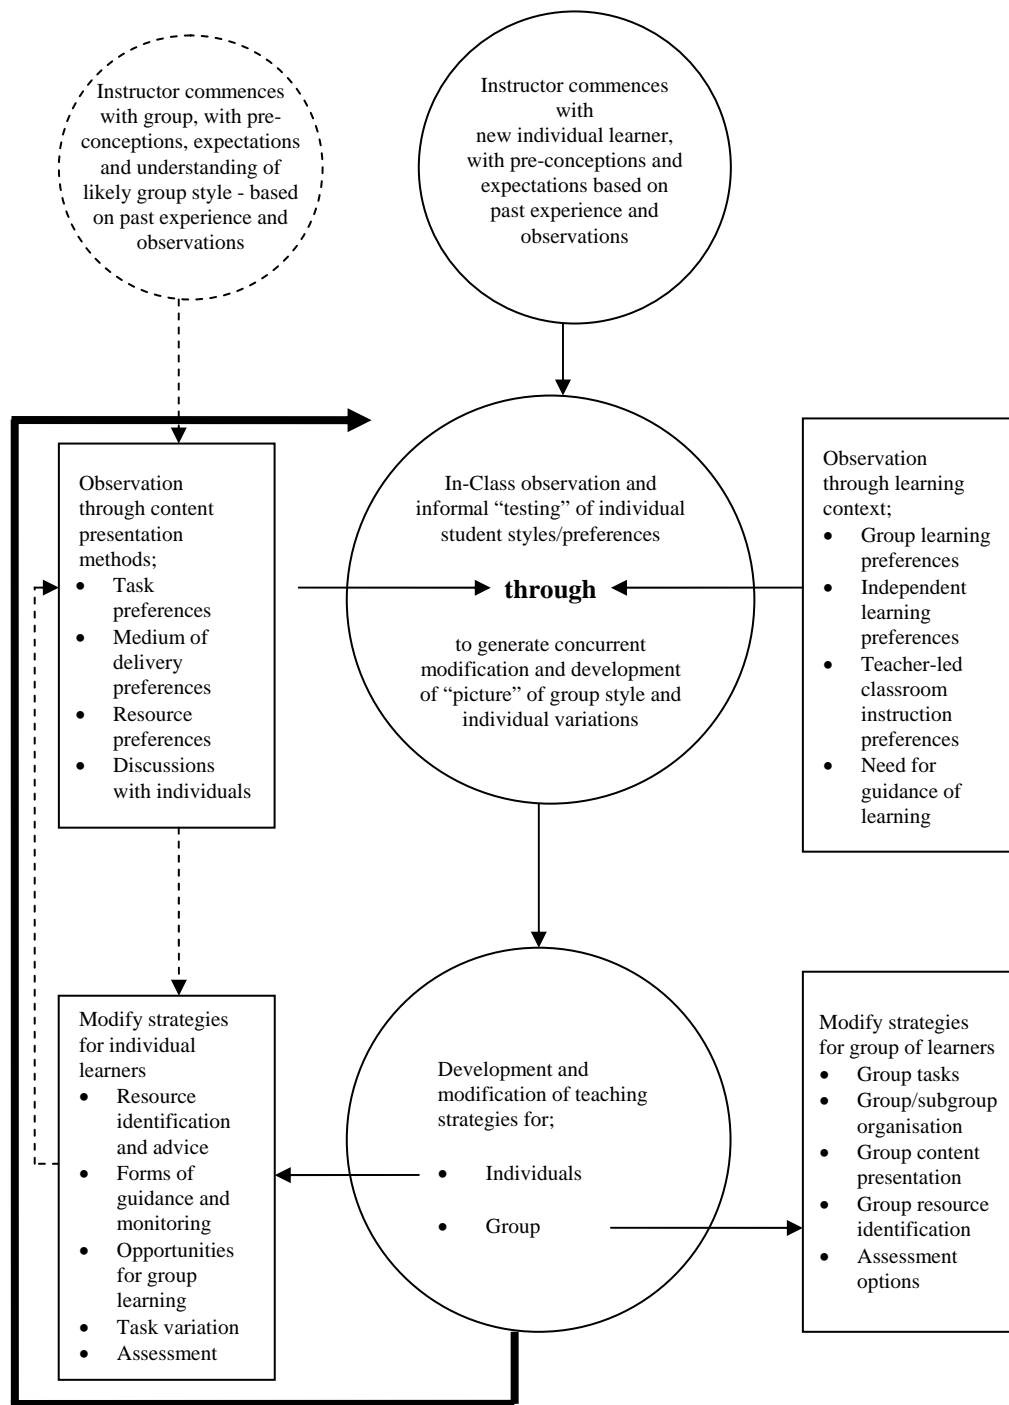 Instructor commences
with group, with pre-
conceptions, expectations
and understanding of
likely group style - based
on past experience and
observations
Instructor commences
with
new individual learner,
with pre-conceptions and
expectations based on
past experience and
observations
Observation
through content
presentation
methods;
• Task
preferences
• Medium of
delivery
preferences
• Resource
preferences
• Discussions
with individuals
In-Class observation and
informal “testing” of individual
student styles/preferences
through
to generate concurrent
modification and development
of “picture” of group style and
individual variations
Observation
through learning
context;
• Group learning
preferences
• Independent
learning
preferences
• Teacher-led
classroom
instruction
preferences
• Need for
guidance of
learning
Modify strategies
for individual
learners
• Resource
identification
and advice
• Forms of
guidance and
monitoring
• Opportunities
for group
learning
• Task variation
• Assessment
Development and
modification of teaching
strategies for;
• Individuals
• Group
Modify strategies
for group of learners
• Group tasks
• Group/subgroup
organisation
• Group content
presentation
• Group resource
identification
• Assessment
options